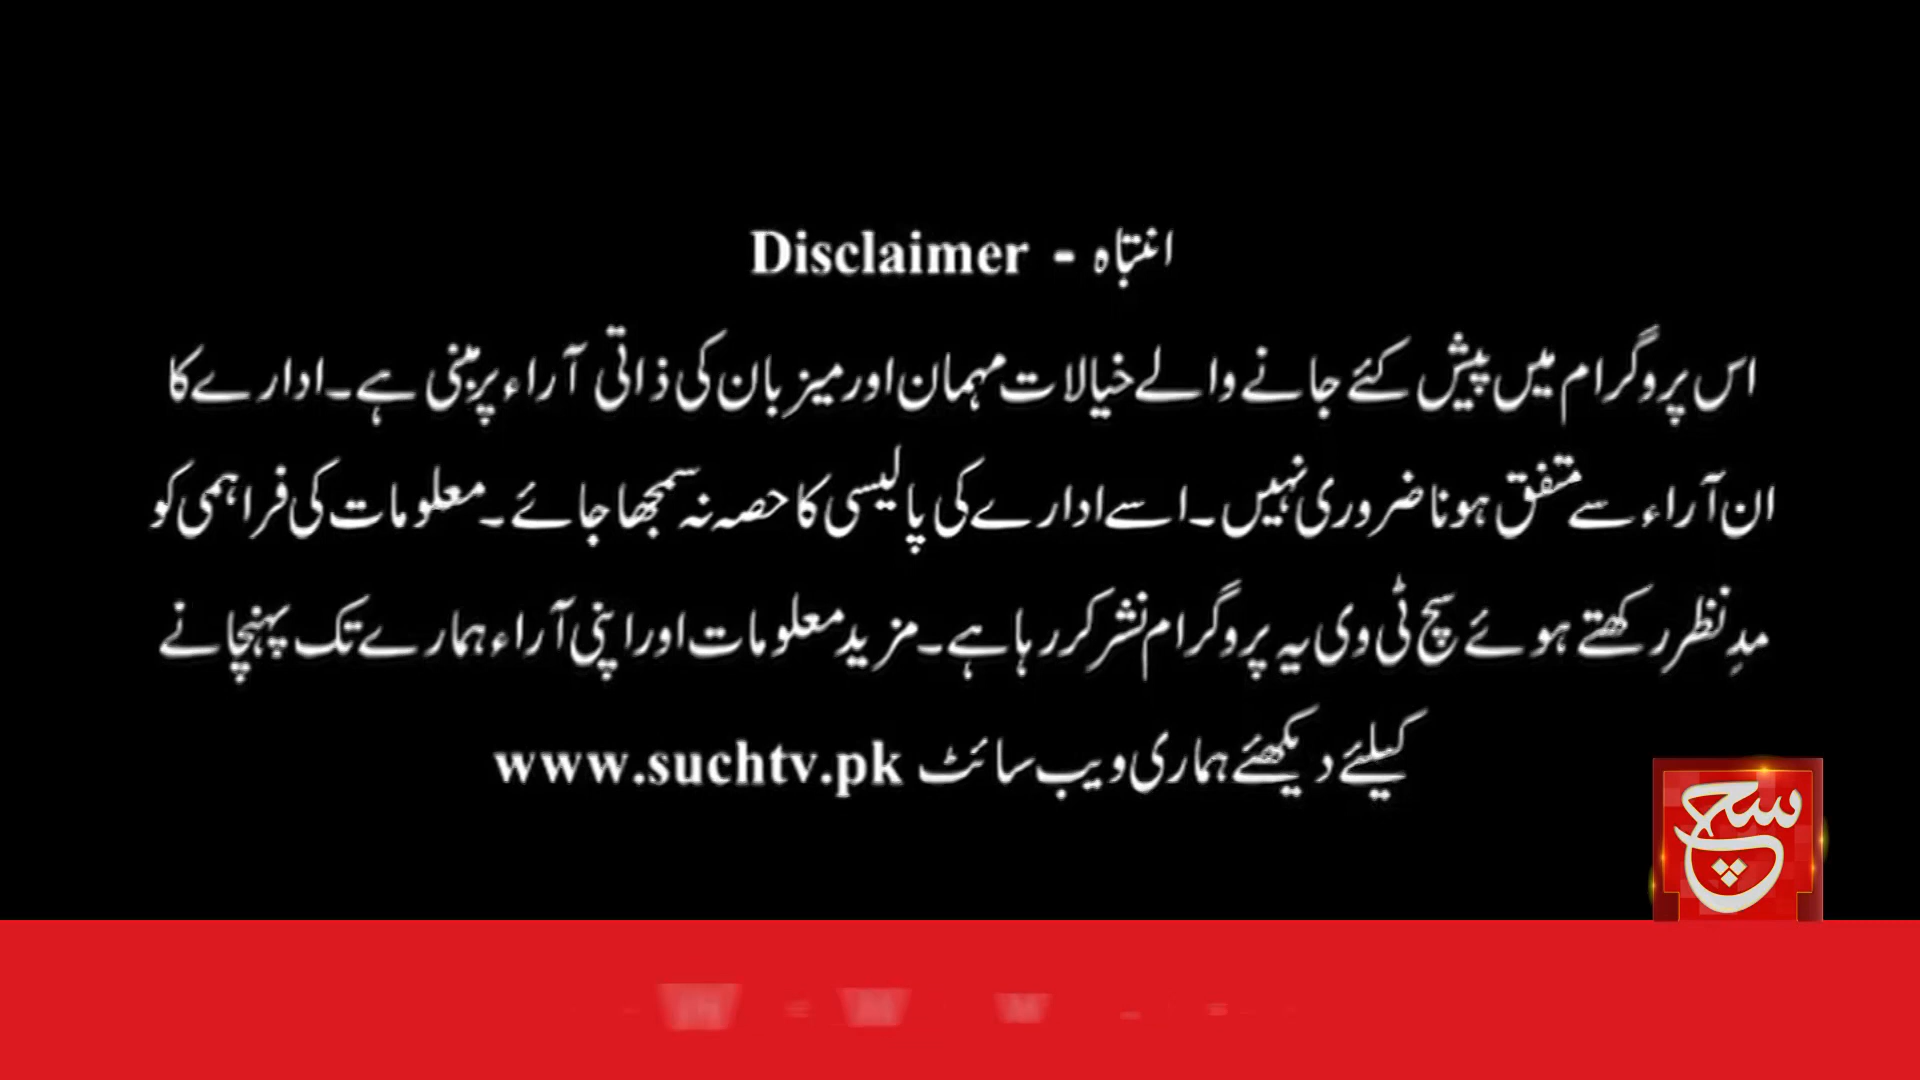 انتباہ - Disclaimer
اس پروگرام میں پیش کئے جانے والے خیالات مہمان اور میزبان کی ذاتی آراء پر مبنی ہے۔ ادارے کا
ان آراء سے متفق ہونا ضروری نہیں۔ اسے ادارے کی پالیسی کا حصہ نہ سمجھا جائے۔ معلومات کی فراہمی کو
مدِ نظر رکھتے ہوئے سچ ٹی وی یہ پروگرام نشر کر رہا ہے۔ مزید معلومات اور اپنی آراء ہمارے تک پہنچانے
کیلئے دیکھئے ہماری ویب سائٹ www.suchtv.pk
سچ